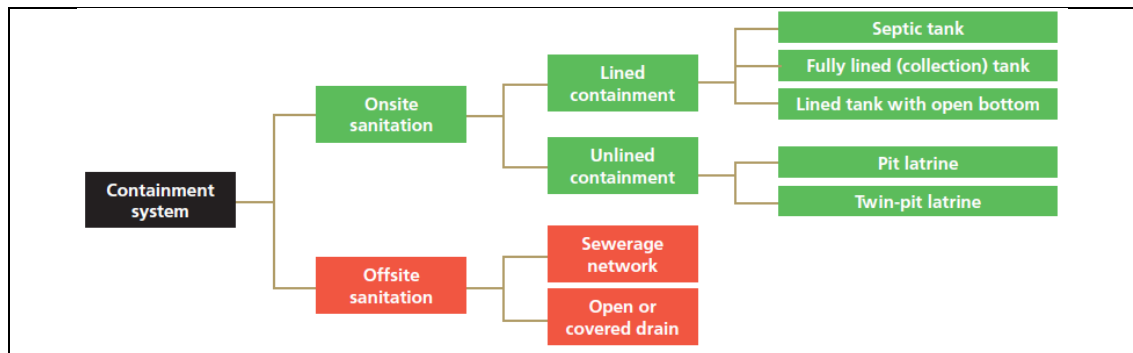 Containment
system
Onsite
sanitation
Lined
containment
Septic tank
Fully lined (collection) tank
Lined tank with open bottom
Unlined
containment
Pit latrine
Twin-pit latrine
Offsite
sanitation
Sewerage
network
Open or
covered drain